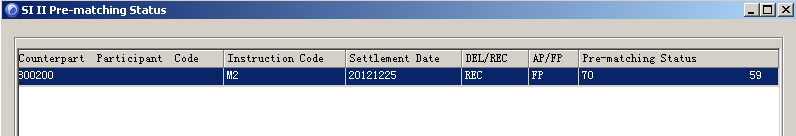 SI II Pre-matching Status
Counterpart Participant Code Instruction Code Settlement Date DEL/REC AP/FP Pre-matching Status
B00200 M2 20121225 REC FP 70 59